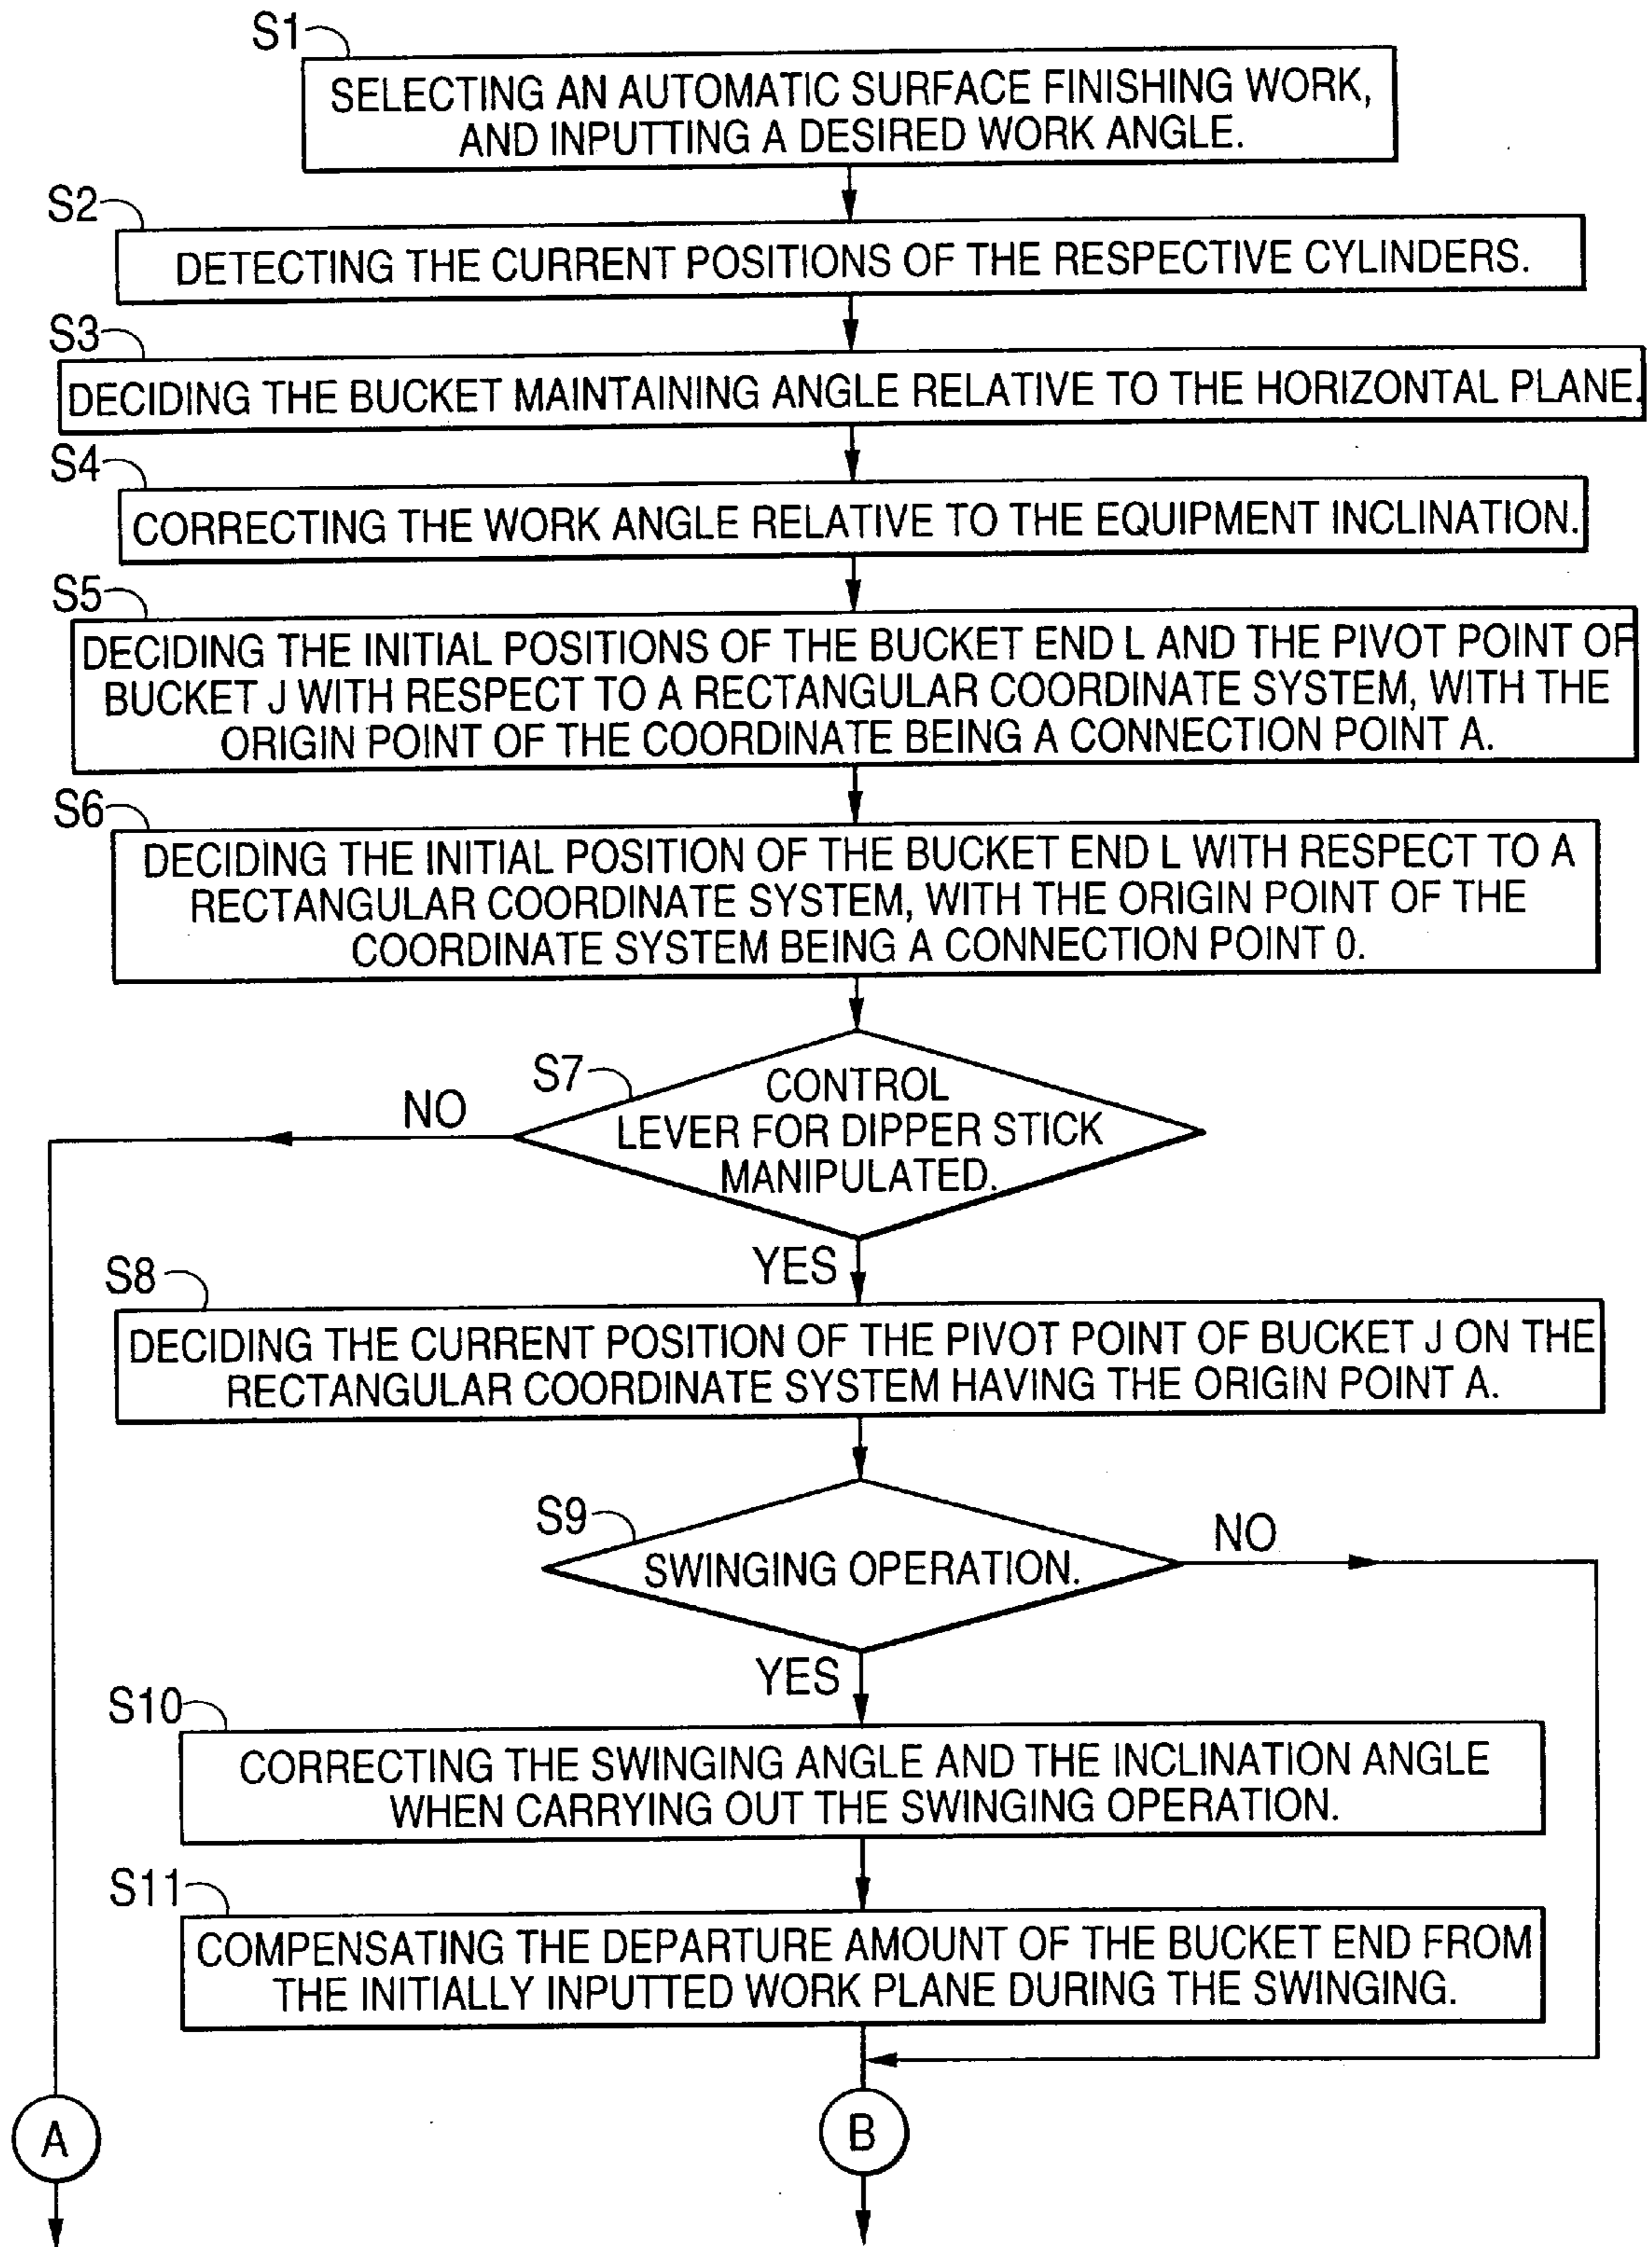 S1
SELECTING AN AUTOMATIC SURFACE FINISHING WORK,
AND INPUTTING A DESIRED WORK ANGLE.
S2
DETECTING THE CURRENT POSITIONS OF THE RESPECTIVE CYLINDERS.
S3
DECIDING THE BUCKET MAINTAINING ANGLE RELATIVE TO THE HORIZONTAL PLANE.
S4
CORRECTING THE WORK ANGLE RELATIVE TO THE EQUIPMENT INCLINATION.
S5
DECIDING THE INITIAL POSITIONS OF THE BUCKET END L AND THE PIVOT POINT OF
BUCKET J WITH RESPECT TO A RECTANGULAR COORDINATE SYSTEM, WITH THE
ORIGIN POINT OF THE COORDINATE BEING A CONNECTION POINT A.
S6
DECIDING THE INITIAL POSITION OF THE BUCKET END L WITH RESPECT TO A
RECTANGULAR COORDINATE SYSTEM, WITH THE ORIGIN POINT OF THE
COORDINATE SYSTEM BEING A CONNECTION POINT 0.
S7
CONTROL
LEVER FOR DIPPER STICK
MANIPULATED.
NO
YES
S8
DECIDING THE CURRENT POSITION OF THE PIVOT POINT OF BUCKET J ON THE
RECTANGULAR COORDINATE SYSTEM HAVING THE ORIGIN POINT A.
S9
SWINGING OPERATION.
NO
YES
S10
CORRECTING THE SWINGING ANGLE AND THE INCLINATION ANGLE
WHEN CARRYING OUT THE SWINGING OPERATION.
S11
COMPENSATING THE DEPARTURE AMOUNT OF THE BUCKET END FROM
THE INITIALLY INPUTTED WORK PLANE DURING THE SWINGING.
A
B